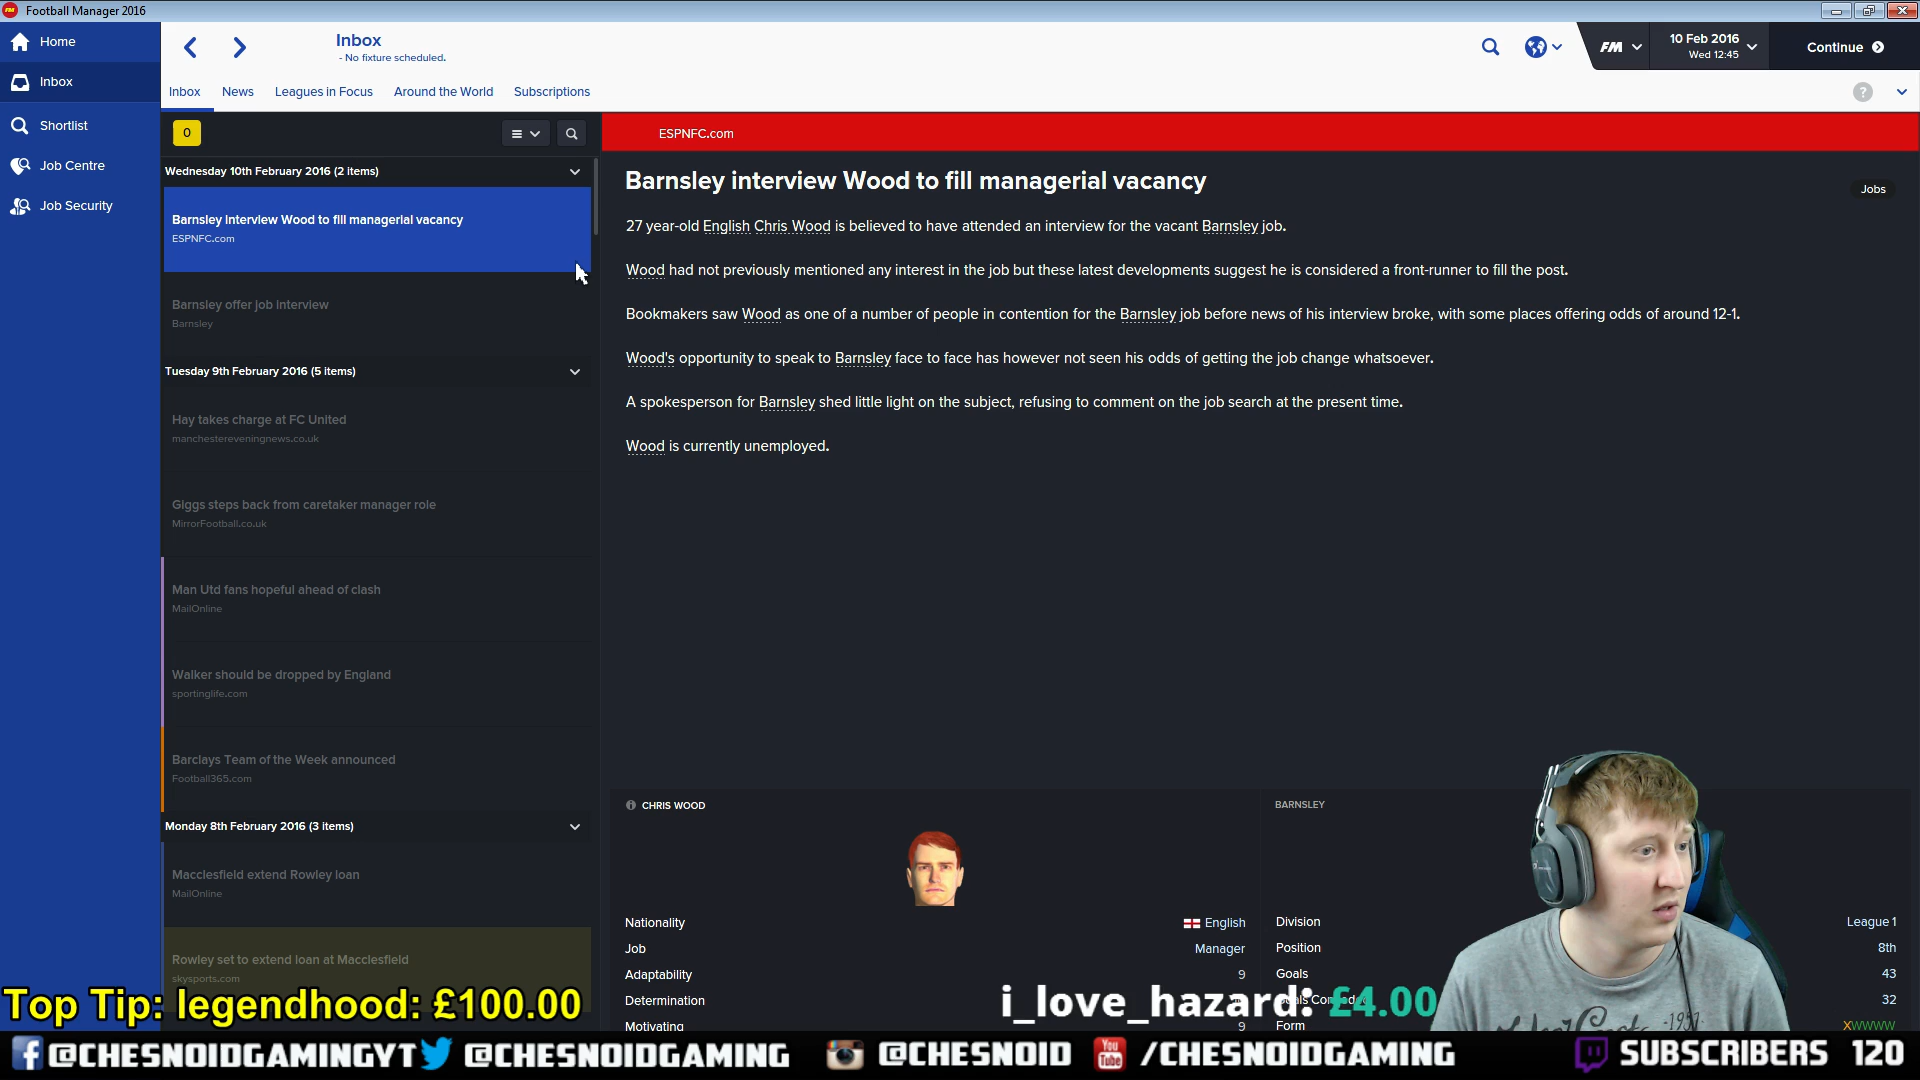 Football Manager 2016
Home
Inbox
Shortlist
Job Centre
Job Security
Inbox
- No fixture scheduled.
FM
10 Feb 2016
Wed 12:45
Continue
Inbox
News
Leagues in Focus
Around the World
Subscriptions
?
0
Wednesday 10th February 2016 (2 items)
Barnsley interview Wood to fill managerial vacancy
ESPNFC.com
Barnsley offer job interview
Barnsley
Tuesday 9th February 2016 (5 items)
Hay takes charge at FC United
manchestereveningnews.co.uk
Giggs steps back from caretaker manager role
MirrorFootball.co.uk
Man Utd fans hopeful ahead of clash
MailOnline
Walker should be dropped by England
sportinglife.com
Barclays Team of the Week announced
Football365.com
Monday 8th February 2016 (3 items)
Macclesfield extend Rowley loan
MailOnline
Rowley set to extend loan at Macclesfield
skysports.com
ESPNFC.com
Barnsley interview Wood to fill managerial vacancy
Jobs
27 year-old English Chris Wood is believed to have attended an interview for the vacant Barnsley job.
Wood had not previously mentioned any interest in the job but these latest developments suggest he is considered a front-runner to fill the post.
Bookmakers saw Wood as one of a number of people in contention for the Barnsley job before news of his interview broke, with some places offering odds of around 12-1.
Wood's opportunity to speak to Barnsley face to face has however not seen his odds of getting the job change whatsoever.
A spokesperson for Barnsley shed little light on the subject, refusing to comment on the job search at the present time.
Wood is currently unemployed.
CHRIS WOOD
Nationality English
Job Manager
Adaptability 9
Determination
Motivating 9
BARNSLEY
Division League 1
Position 8th
Goals 43
32
Form XWWWW
Top Tip: legendhood: £100.00
i_love_hazard: £4.00
@CHESNOIDGAMINGYT @CHESNOIDGAMING @CHESNOID You Tube /CHESNOIDGAMING SUBSCRIBERS 120